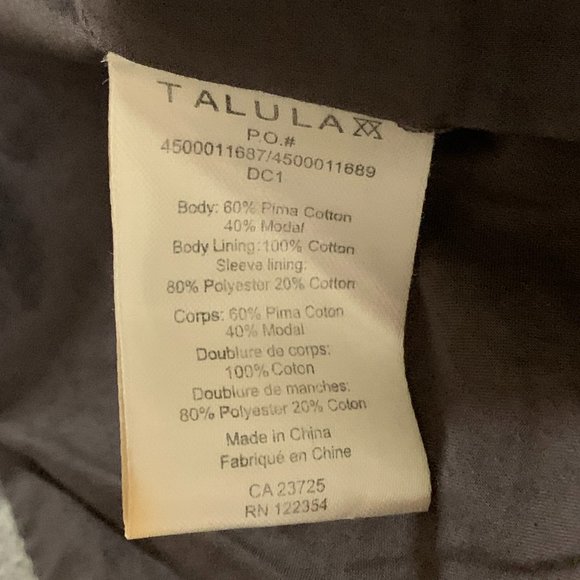 TALULA
PO.#
4500011687/4500011689
DC1
Body: 60% Pima Cotton
40% Modal
Body Lining:100% Cotton
Sleeve lining:
80% Polyester 20% Cotton
Corps: 60% Pima Coton
40% Modal
Doublure de corps:
100% Coton
Doublure de manches:
80% Polyester 20% Coton
Made in China
Fabriqué en Chine
CA 23725
RN 122354